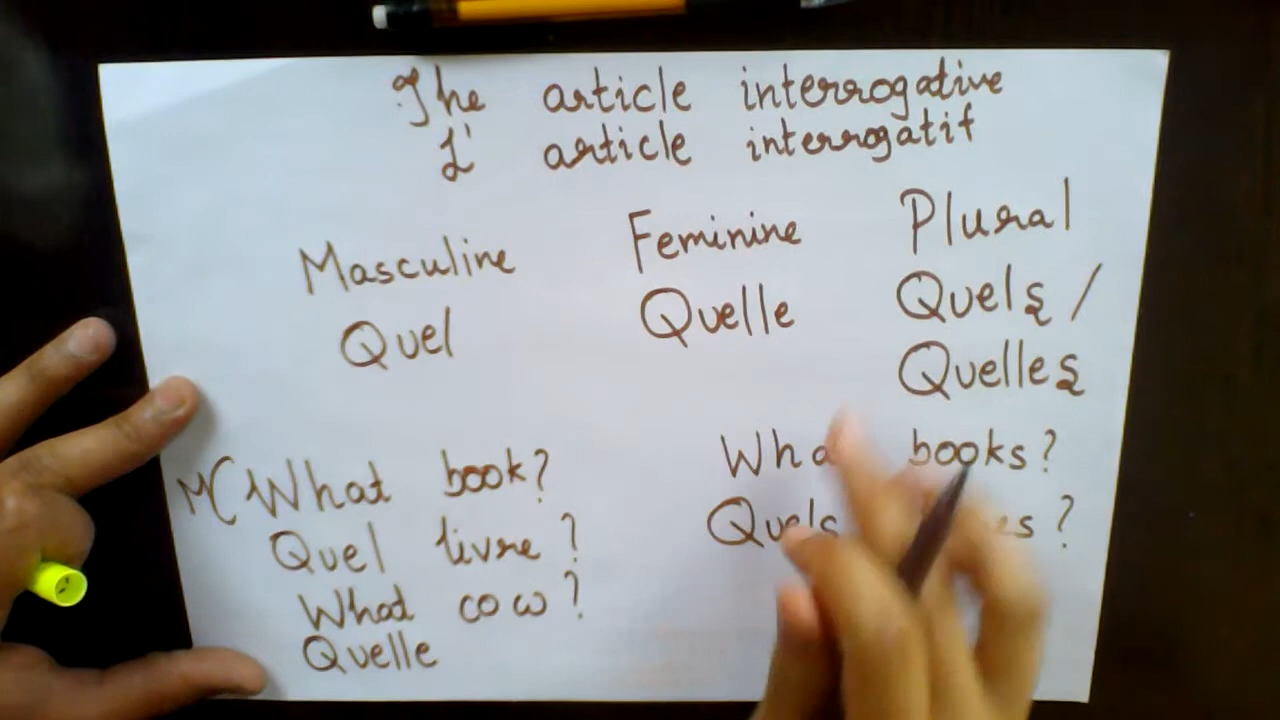 The article interrogative
L' article interrogatif
Masculine Feminine Plural
Quel Quelle Quels /
Quelles
M What book?
Quel livre?
What cow?
Quelle
books?
Quels ?